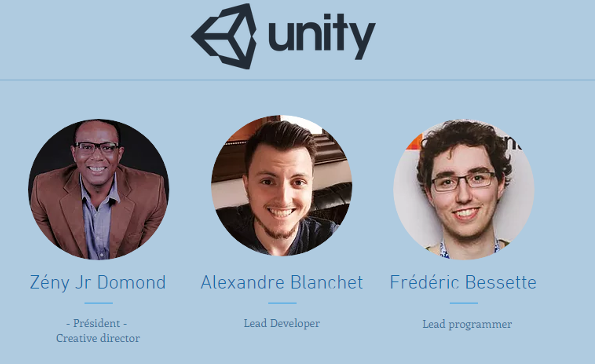 unity
Zény Jr Domond
Alexandre Blanchet
Frédéric Bessette
- Président -
Creative director
Lead Developer
Lead programmer